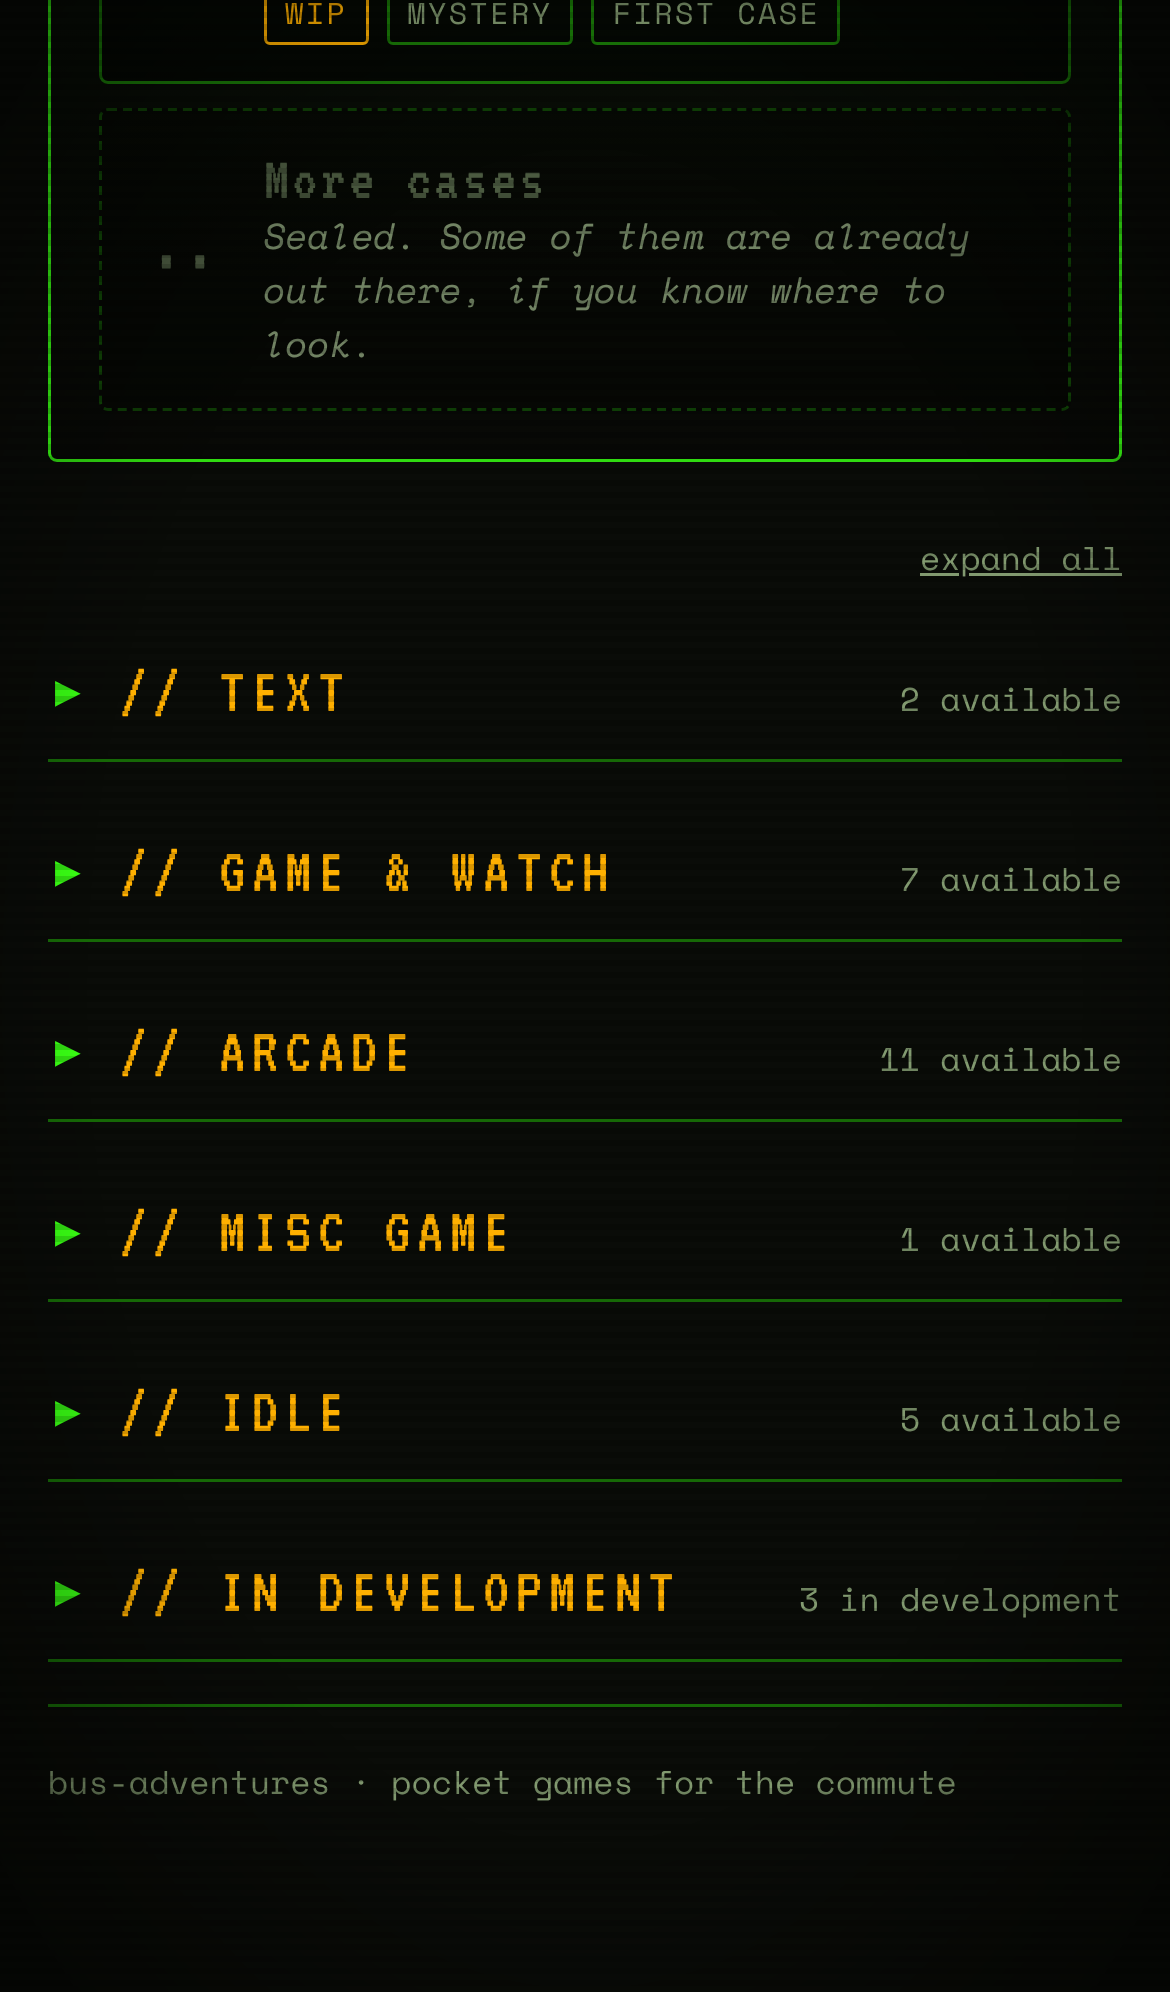 WIP MYSTERY FIRST CASE
More cases
Sealed. Some of them are already
out there, if you know where to
look.
expand all
// TEXT 2 available
// GAME & WATCH 7 available
// ARCADE 11 available
// MISC GAME 1 available
// IDLE 5 available
// IN DEVELOPMENT 3 in development
bus-adventures · pocket games for the commute